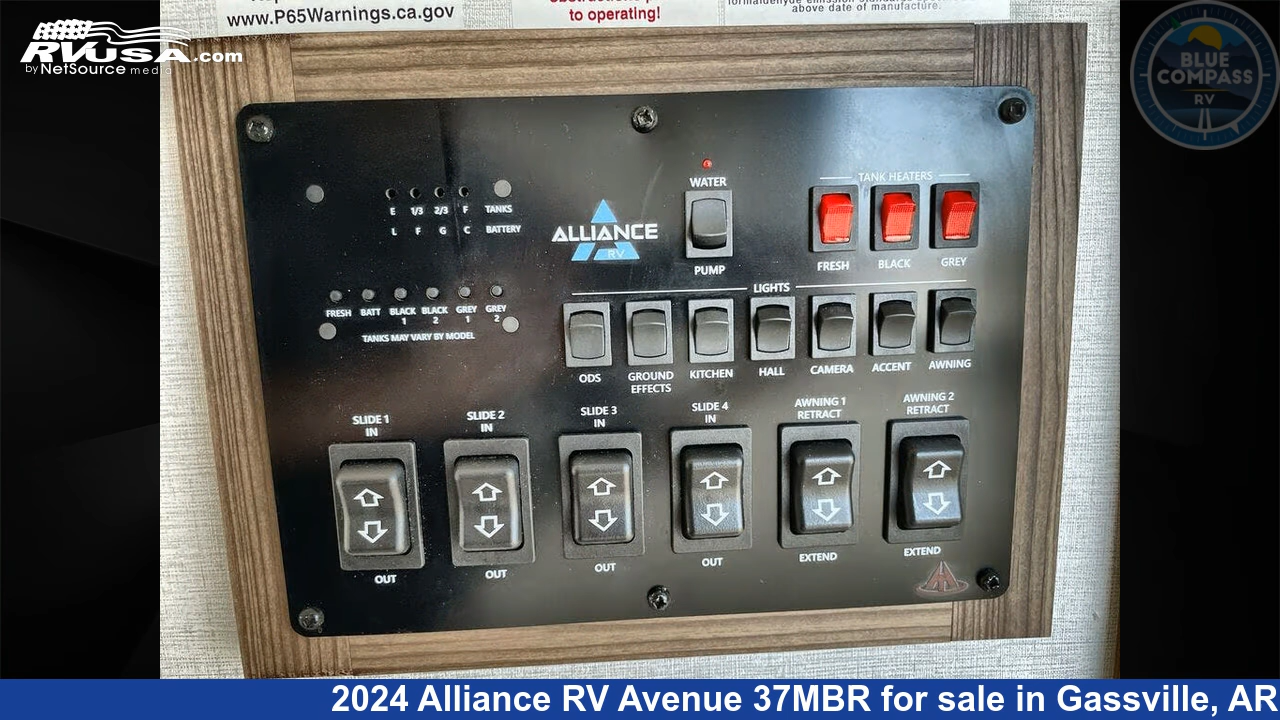 www.P65Warnings.ca.gov
to operating!
above date of manufacture.
RVUSA.com
by NetSource media
BLUE
COMPASS
RV
WATER
PUMP
TANK HEATERS
FRESH BLACK GREY
E 1/3 2/3 F TANKS
L F G C BATTERY
ALLIANCE
RV
FRESH BATT BLACK 1 BLACK 2 GREY 1 GREY 2
TANKS MAY VARY BY MODEL
LIGHTS
ODS GROUND EFFECTS KITCHEN HALL CAMERA ACCENT AWNING
SLIDE 1 IN SLIDE 2 IN SLIDE 3 IN SLIDE 4 IN AWNING 1 RETRACT AWNING 2 RETRACT
OUT OUT OUT OUT EXTEND EXTEND
2024 Alliance RV Avenue 37MBR for sale in Gassville, AR